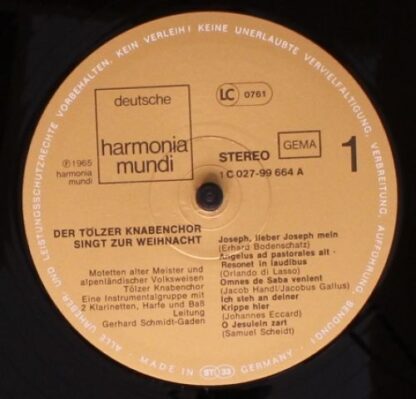 ALLE URHEBER- UND LEISTUNGSSCHUTZRECHTE VORBEHALTEN. KEIN VERLEIH! KEINE UNERLAUBTE VERVIELFÄLTIGUNG, VERBREITUNG, AUFFÜHRUNG, SENDUNG!
deutsche
harmonia
mundi
LC 0761
℗1965
harmonia
mundi
STEREO
GEMA
1
1C 027-99 664 A
DER TÖLZER KNABENCHOR
SINGT ZUR WEIHNACHT
Motetten alter Meister und
alpenländischer Volksweisen
Tölzer Knabenchor
Eine Instrumentalgruppe mit
2 Klarinetten, Harfe und Baß
Leitung
Gerhard Schmidt-Gaden
Joseph, lieber Joseph mein
(Erhard Bodenschatz)
Angelus ad pastorales ait -
Resonet in laudibus
(Orlando di Lasso)
Omnes de Saba venient
(Jacob Handl/Jacobus Gallus)
Ich steh an deiner
Krippe hier
(Johannes Eccard)
O Jesulein zart
(Samuel Scheidt)
MADE IN GERMANY
ST 33